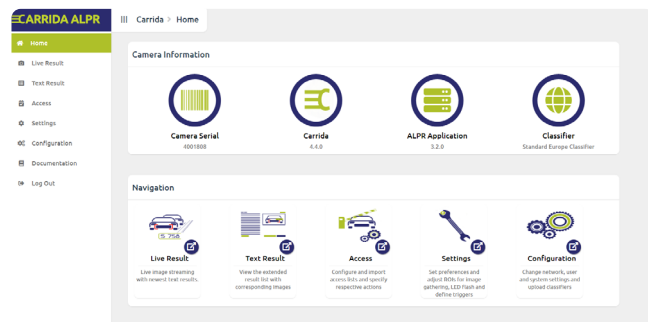 CARRIDA ALPR
Carrida > Home
Home
Live Result
Text Result
Access
Settings
Configuration
Documentation
Log Out
Camera Information
Camera Serial
4001808
Carrida
4.4.0
ALPR Application
3.2.0
Classifier
Standard Europe Classifier
Navigation
S 758
Live Result
Live image streaming
with newest text results
Text Result
View the extended
result list with
corresponding images
Access
Configure and import
access lists and specify
respective actions
Settings
Set preferences and
adjust ROIs for image
gathering, LED flash and
define triggers
Configuration
Change network, user
and system settings and
upload classifiers